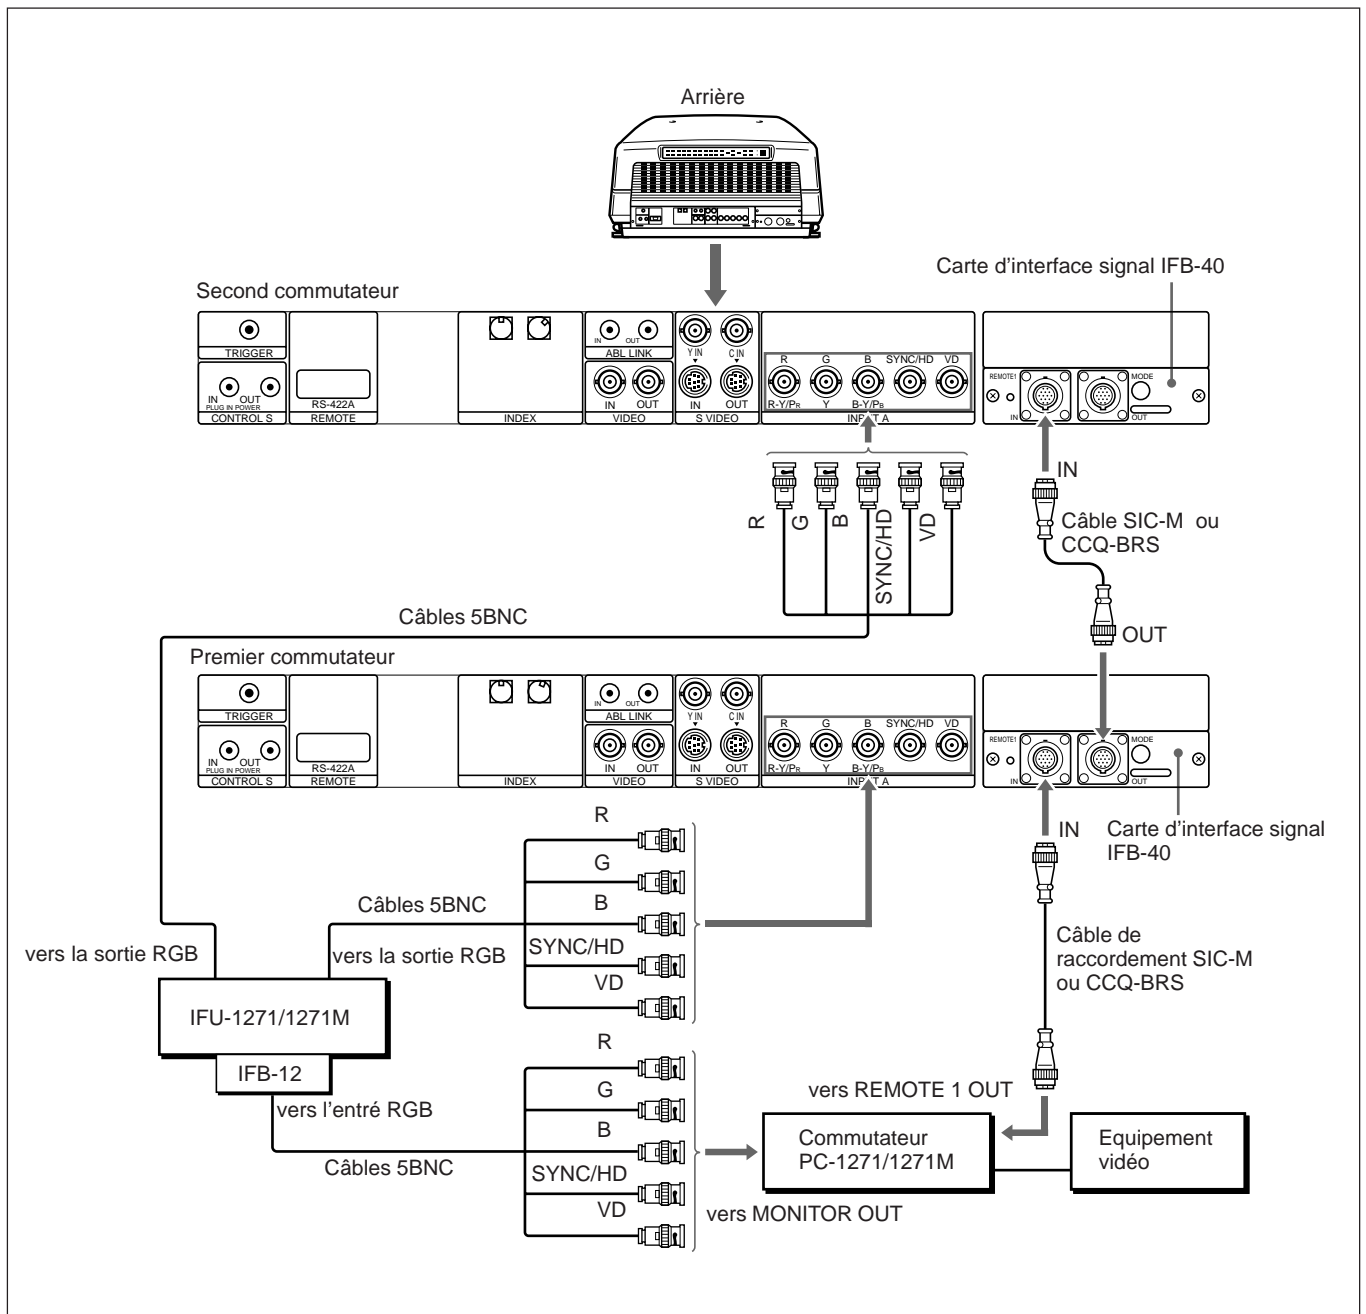 Arrière
Carte d'interface signal IFB-40
Second commutateur
TRIGGER
IN OUT
PLUG IN POWER
CONTROL S
RS-422A
REMOTE
INDEX
IN OUT
ABL LINK
IN OUT
VIDEO
Y IN C IN
IN OUT
S VIDEO
R G B SYNC/HD VD
R-Y/PR Y B-Y/PB
INPUT A
REMOTE1
IN
MODE
OUT
IN
R
G
B
SYNC/HD
VD
Câble SIC-M ou
CCQ-BRS
Câbles 5BNC
OUT
Premier commutateur
TRIGGER
IN OUT
PLUG IN POWER
CONTROL S
RS-422A
REMOTE
INDEX
IN OUT
ABL LINK
IN OUT
VIDEO
Y IN C IN
IN OUT
S VIDEO
R G B SYNC/HD VD
R-Y/PR Y B-Y/PB
INPUT A
REMOTE1
IN
MODE
OUT
IN
Carte d'interface signal
IFB-40
R
G
B
SYNC/HD
VD
Câbles 5BNC
vers la sortie RGB
vers la sortie RGB
Câble de
raccordement SIC-M
ou CCQ-BRS
IFU-1271/1271M
IFB-12
vers l'entré RGB
Câbles 5BNC
R
G
B
SYNC/HD
VD
vers REMOTE 1 OUT
Commutateur
PC-1271/1271M
Equipement
vidéo
vers MONITOR OUT